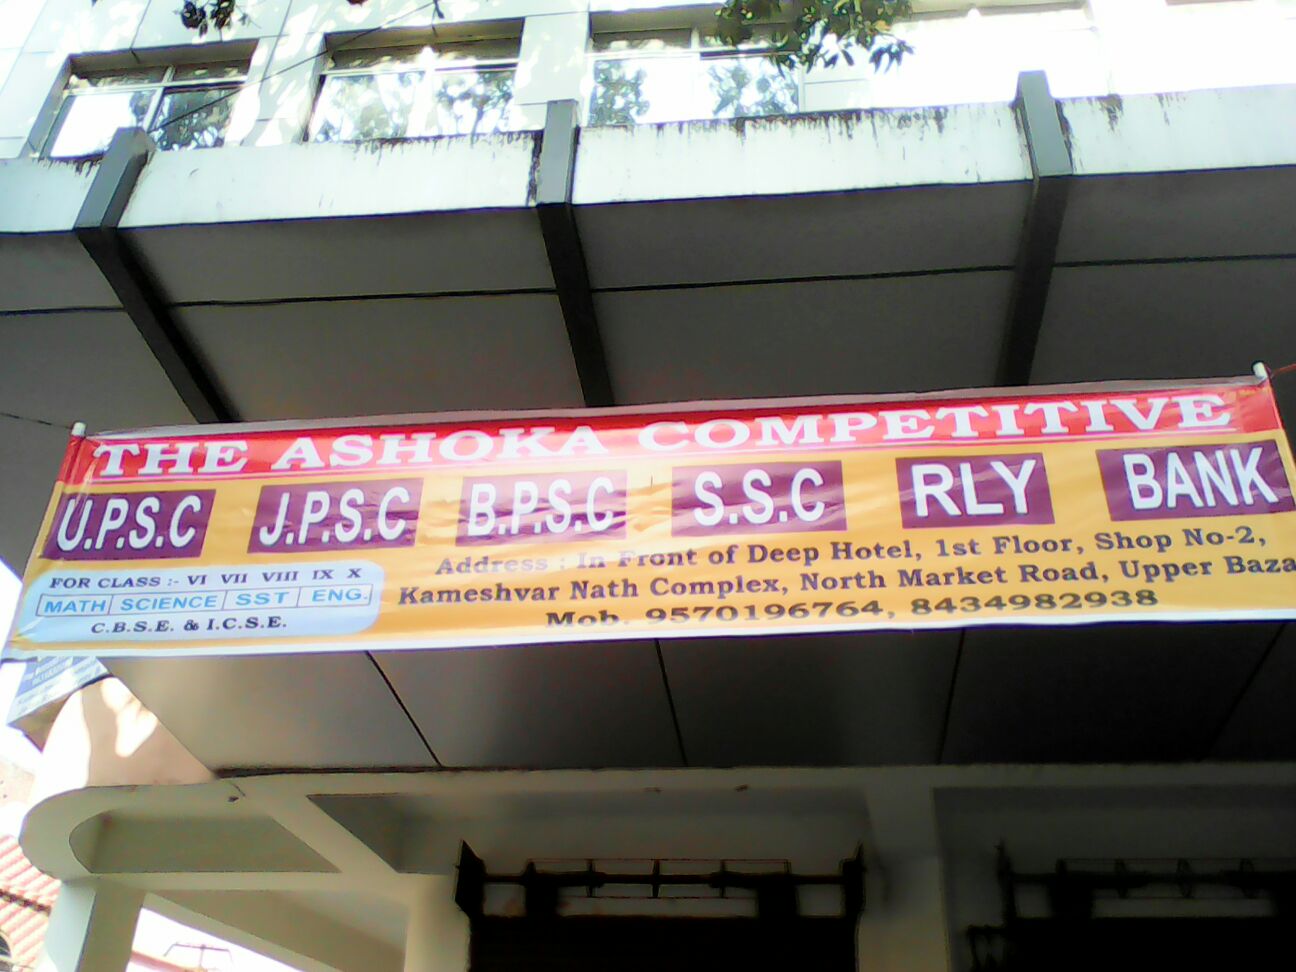 THE ASHOKA COMPETITIVE
U.P.S.C J.P.S.C B.P.S.C S.S.C RLY BANK
FOR CLASS :- VI VII VIII IX X
MATH SCIENCE SST ENG.
C.B.S.E. & I.C.S.E.
Address : In Front of Deep Hotel, 1st Floor, Shop No-2,
Kameshvar Nath Complex, North Market Road, Upper Baza
Mob. 9570196764, 8434982938